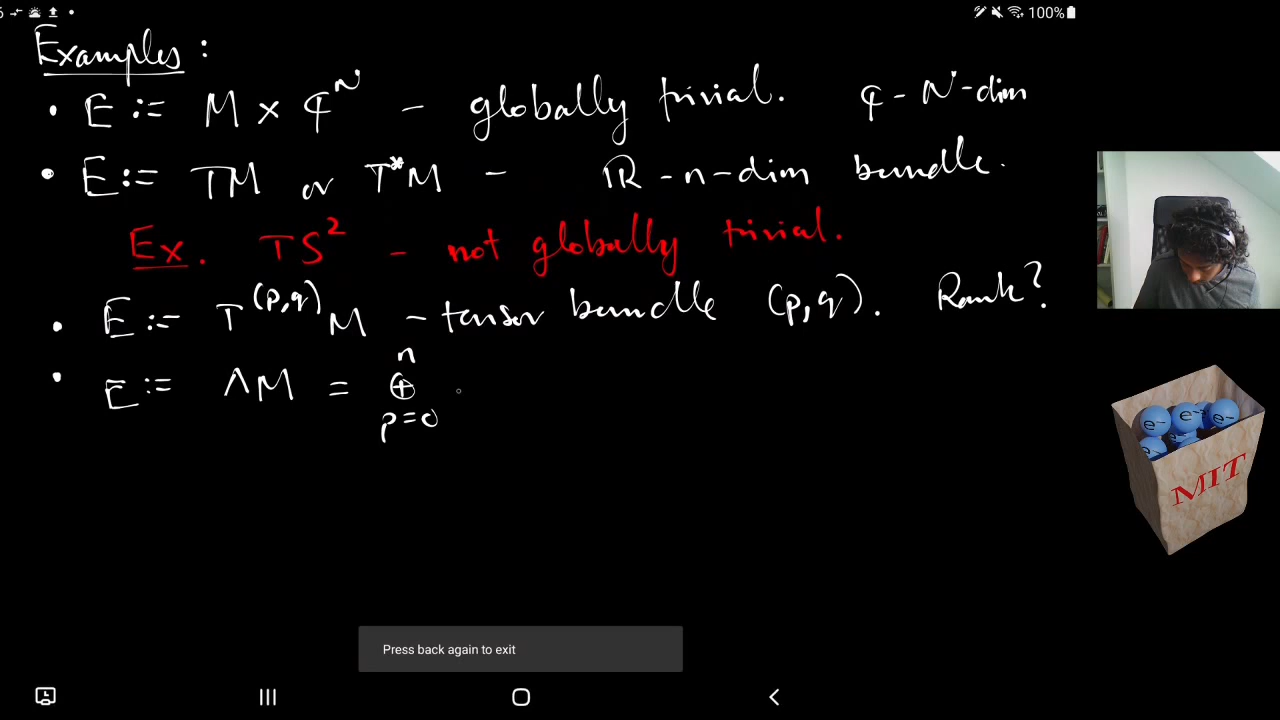 100%
Examples :
• E := M × ℂᴺ – globally trivial. ℂ - N - dim
• E := TM or T*M – ℝ - n - dim bundle.
Ex. TS² – not globally trivial.
• E := T⁽ᵖ,q⁾M – tensor bundle (p,q). Rank?
• E := ΛM = ⊕
n
p=0
e⁻ e⁻ e⁻
e⁻
MIT
Press back again to exit